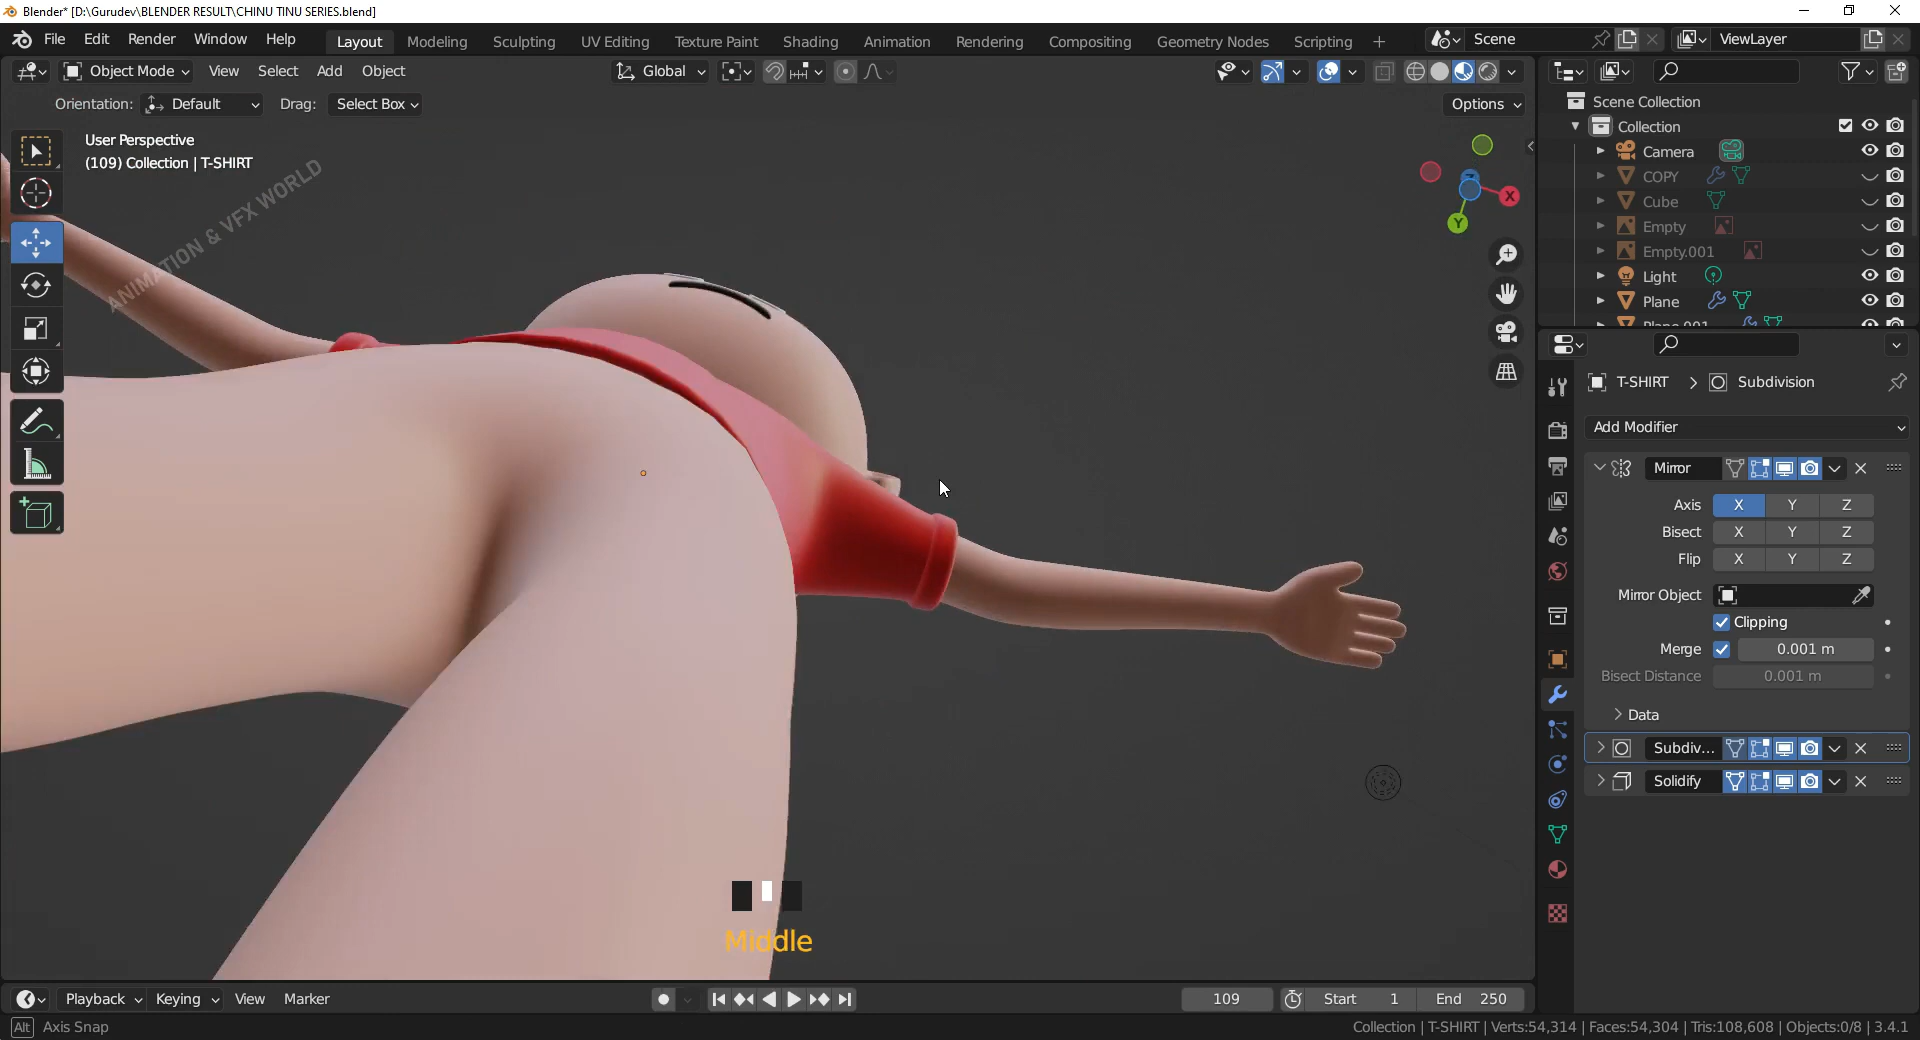 Blender* [D:\Gurudev\BLENDER RESULT\CHINU TINU SERIES.blend]
File Edit Render Window Help Layout Modeling Sculpting UV Editing Texture Paint Shading Animation Rendering Compositing Geometry Nodes Scripting + Scene ViewLayer
Object Mode View Select Add Object Global
Orientation: Default Drag: Select Box Options
User Perspective
(109) Collection | T-SHIRT
ANIMATION & VFX WORLD
X
Y
Scene Collection
Collection
Camera
COPY
Cube
Empty
Empty.001
Light
Plane
Plane.001
T-SHIRT > Subdivision
Add Modifier
Mirror
Axis X Y Z
Bisect X Y Z
Flip X Y Z
Mirror Object
Clipping
Merge 0.001 m
Bisect Distance 0.001 m
Data
Subdiv...
Solidify
Middle
Playback Keying View Marker 109 Start 1 End 250
Alt Axis Snap Collection | T-SHIRT | Verts:54,314 | Faces:54,304 | Tris:108,608 | Objects:0/8 | 3.4.1